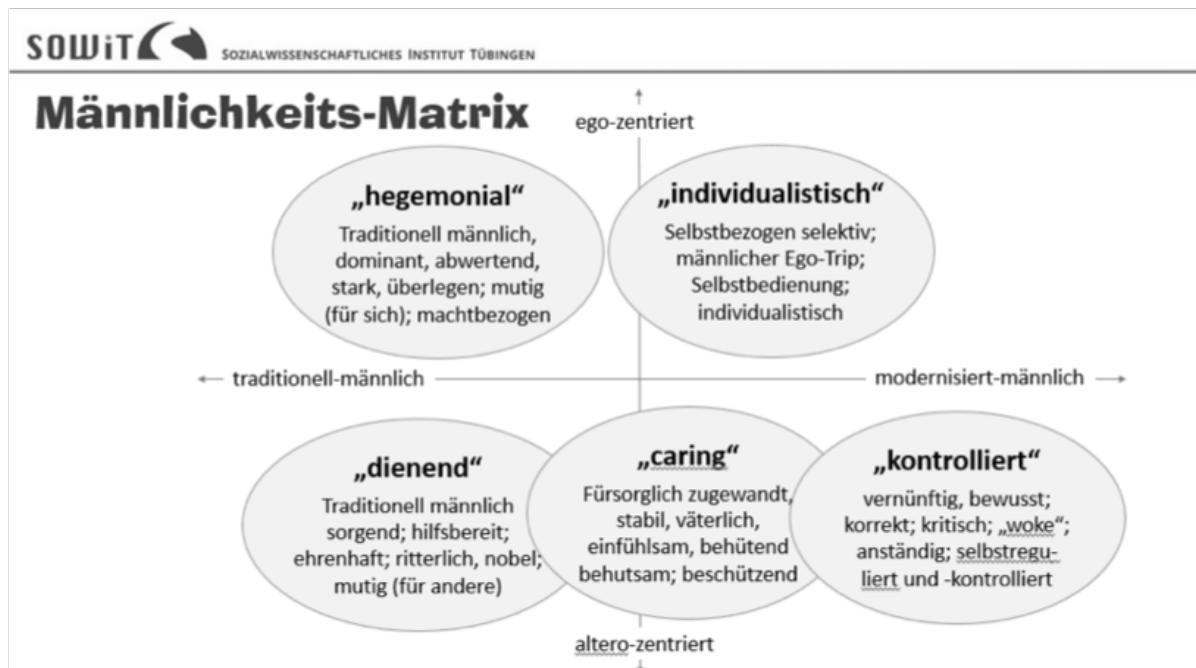 SOWiT SOZIALWISSENSCHAFTLICHES INSTITUT TÜBINGEN
Männlichkeits-Matrix
ego-zentriert
„hegemonial“
Traditionell männlich,
dominant, abwertend,
stark, überlegen; mutig
(für sich); machtbezogen
„individualistisch“
Selbstbezogen selektiv;
männlicher Ego-Trip;
Selbstbedienung;
individualistisch
traditionell-männlich
modernisiert-männlich
„dienend“
Traditionell männlich
sorgend; hilfsbereit;
ehrenhaft; ritterlich, nobel;
mutig (für andere)
„caring“
Fürsorglich zugewandt,
stabil, väterlich,
einfühlsam, behütend
behutsam; beschützend
„kontrolliert“
vernünftig, bewusst;
korrekt; kritisch; „woke“;
anständig; selbstregu-
liert und -kontrolliert
altero-zentriert